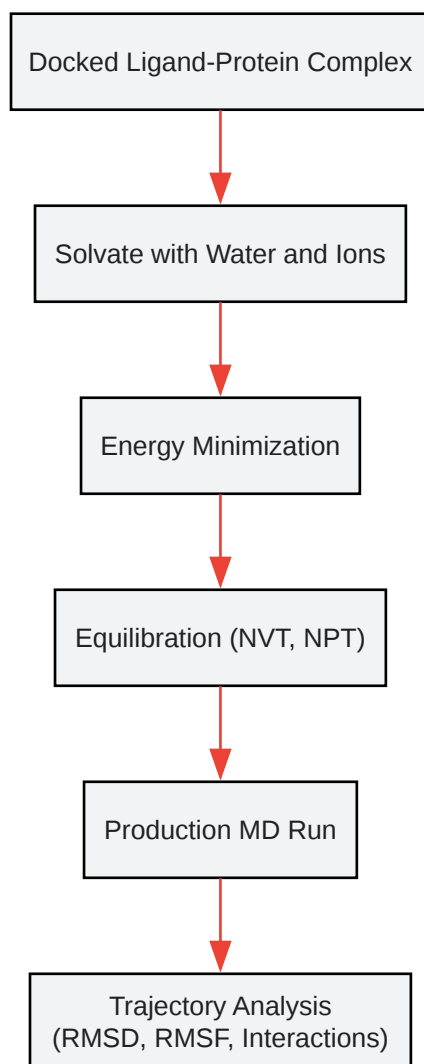 Docked Ligand-Protein Complex
Solvate with Water and Ions
Energy Minimization
Equilibration (NVT, NPT)
Production MD Run
Trajectory Analysis
(RMSD, RMSF, Interactions)